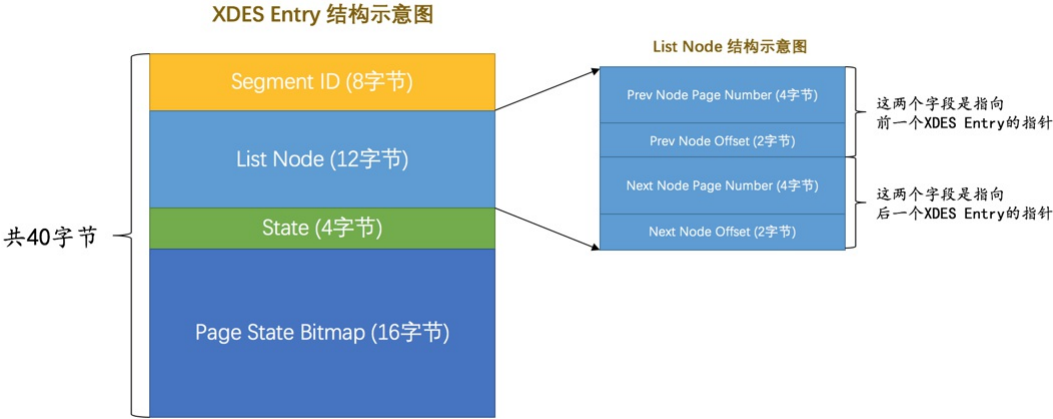 XDES Entry 结构示意图
共40字节
Segment ID (8字节)
List Node (12字节)
State (4字节)
Page State Bitmap (16字节)
List Node 结构示意图
Prev Node Page Number (4字节)
Prev Node Offset (2字节)
Next Node Page Number (4字节)
Next Node Offset (2字节)
这两个字段是指向
前一个XDES Entry的指针
这两个字段是指向
后一个XDES Entry的指针